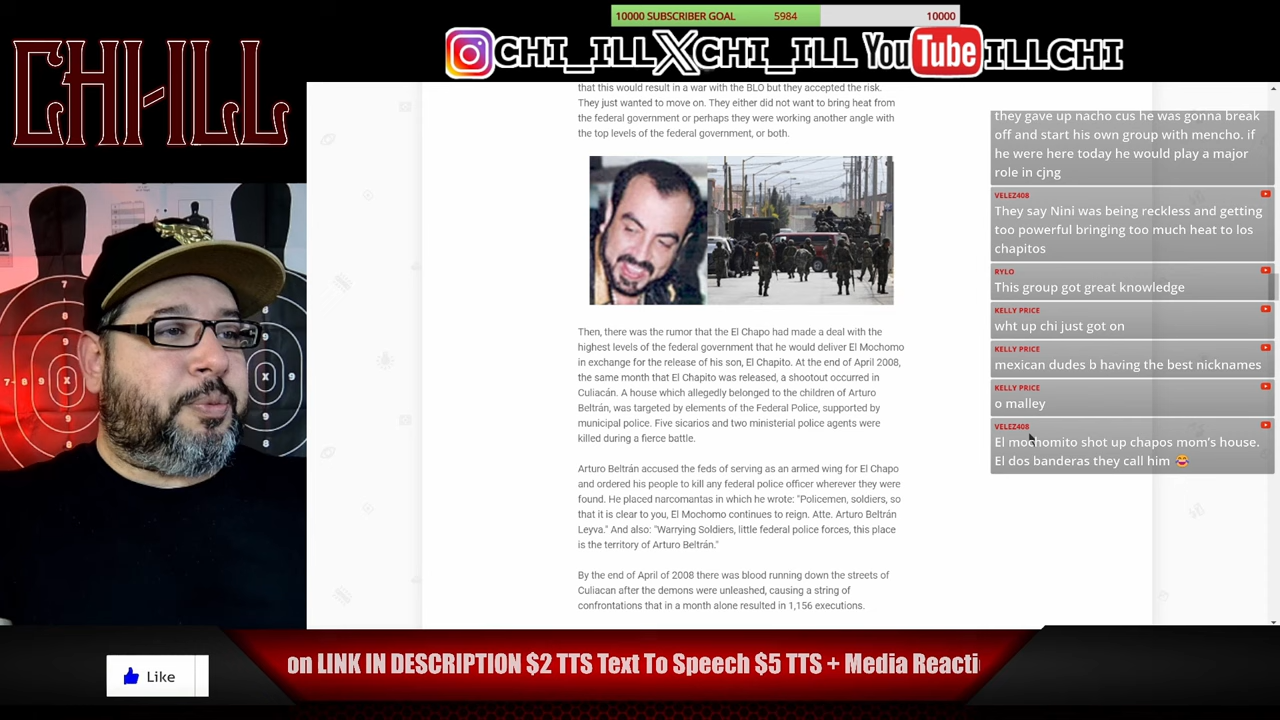 10000 SUBSCRIBER GOAL 5984 10000
CHI-ILL
CHI_ILL XCHI_ILL YouTube ILLCHI
that this would result in a war with the BLO but they accepted the risk.
They just wanted to move on. They either did not want to bring heat from
the federal government or perhaps they were working another angle with
the top levels of the federal government, or both.
Then, there was the rumor that the El Chapo had made a deal with the
highest levels of the federal government that he would deliver El Mochomo
in exchange for the release of his son, El Chapito. At the end of April 2008,
the same month that El Chapito was released, a shootout occurred in
Culiacán. A house which allegedly belonged to the children of Arturo
Beltrán, was targeted by elements of the Federal Police, supported by
municipal police. Five sicarios and two ministerial police agents were
killed during a fierce battle.
Arturo Beltrán accused the feds of serving as an armed wing for El Chapo
and ordered his people to kill any federal police officer wherever they were
found. He placed narcomantas in which he wrote: "Policemen, soldiers, so
that it is clear to you, El Mochomo continues to reign. Atte. Arturo Beltrán
Leyva." And also: "Warrying Soldiers, little federal police forces, this place
is the territory of Arturo Beltrán."
By the end of April of 2008 there was blood running down the streets of
Culiacan after the demons were unleashed, causing a string of
confrontations that in a month alone resulted in 1,156 executions.
they gave up nacho cus he was gonna break
off and start his own group with mencho. if
he were here today he would play a major
role in cjng
VELEZ408
They say Nini was being reckless and getting
too powerful bringing too much heat to los
chapitos
RYLO
This group got great knowledge
KELLY PRICE
wht up chi just got on
KELLY PRICE
mexican dudes b having the best nicknames
KELLY PRICE
o malley
VELEZ408
El mochomito shot up chapos mom's house.
El dos banderas they call him 😂
7
8
9
7 8 9 X
9
8
X 9
9
Like
on LINK IN DESCRIPTION $2 TTS Text To Speech $5 TTS + Media Reacti